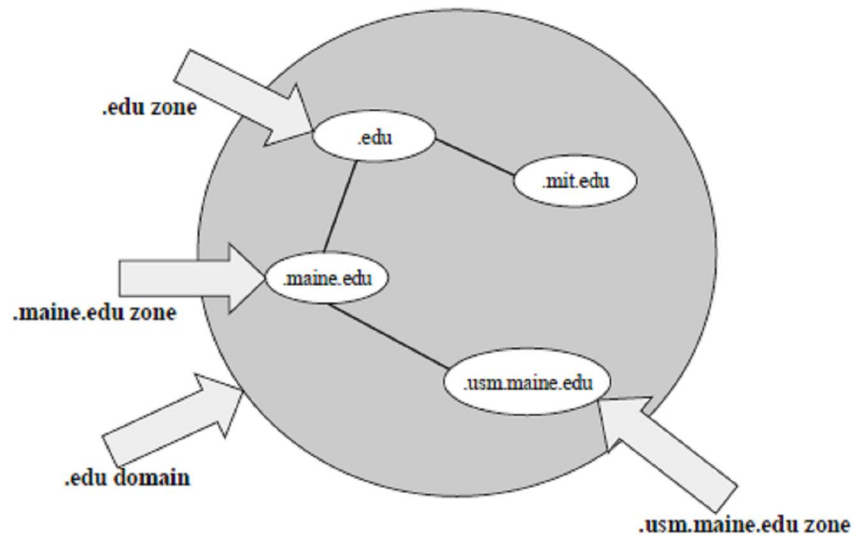 .edu zone
.edu
.mit.edu
.maine.edu
.maine.edu zone
.usm.maine.edu
.edu domain
.usm.maine.edu zone